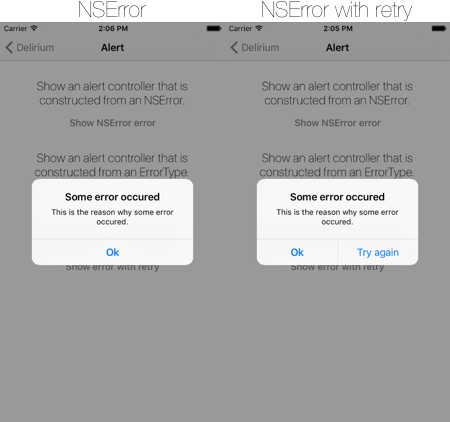 NSError
Carrier 2:06 PM
Delirium Alert
Show an alert controller that is
constructed from an NSError.
Show NSError error
Show an alert controller that is
constructed from an ErrorType.
Some error occured
This is the reason why some error
occured.
Ok
Show error with retry
NSError with retry
Carrier 2:05 PM
Delirium Alert
Show an alert controller that is
constructed from an NSError.
Show NSError error
Show an alert controller that is
constructed from an ErrorType.
Some error occured
This is the reason why some error
occured.
Ok Try again
Show error with retry